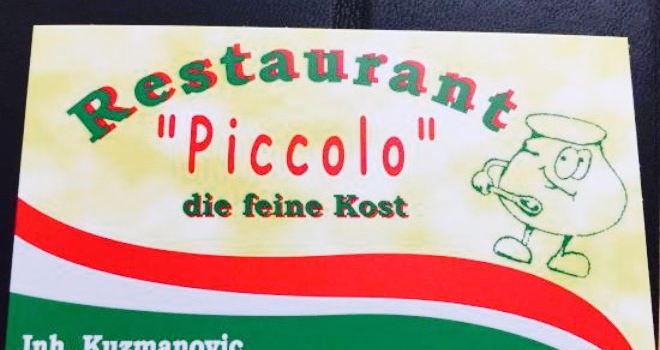 Restaurant
"Piccolo"
die feine Kost
Inh. Kuzmanovic